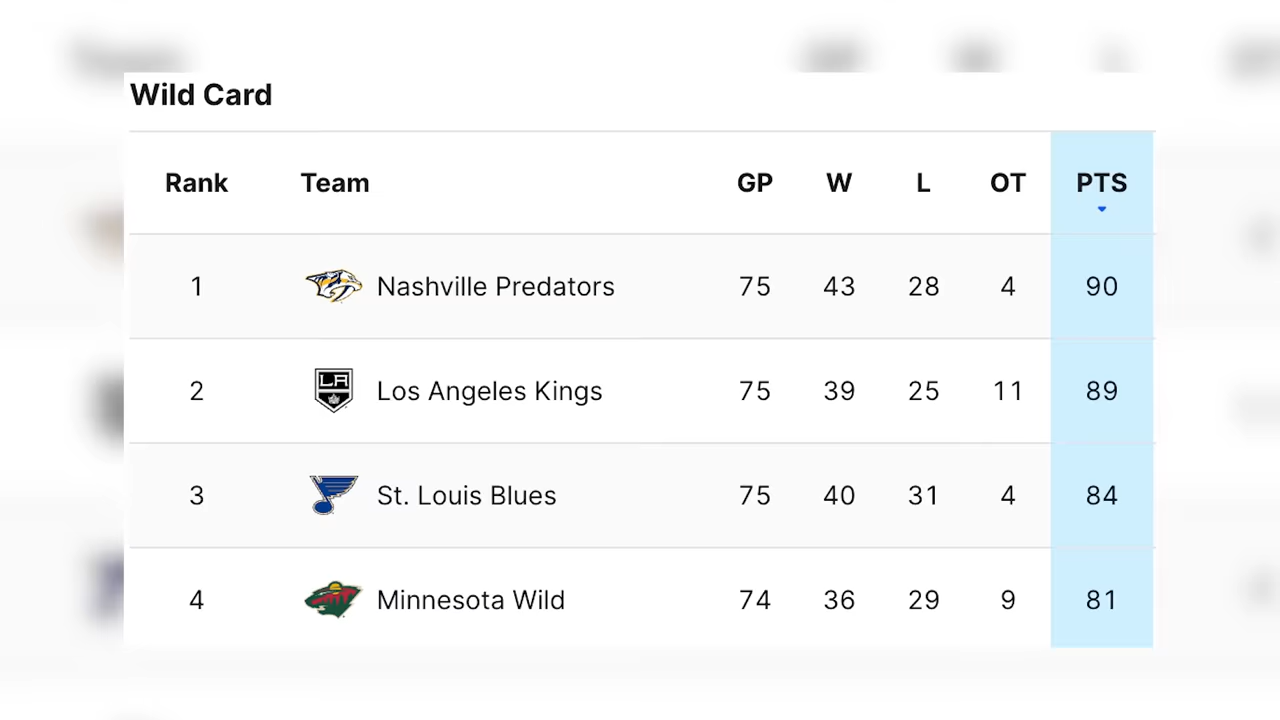 Wild Card
Rank Team GP W L OT PTS
1 Nashville Predators 75 43 28 4 90
2 LA Los Angeles Kings 75 39 25 11 89
3 St. Louis Blues 75 40 31 4 84
4 Minnesota Wild 74 36 29 9 81